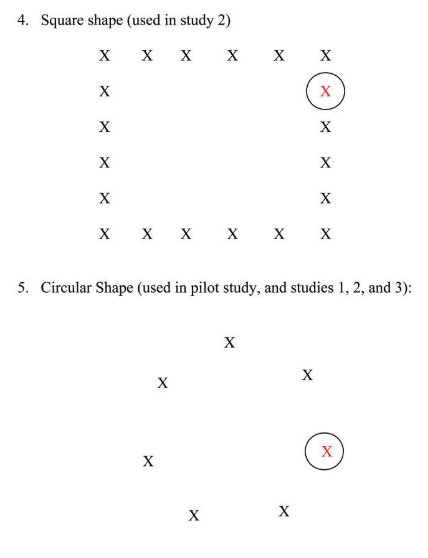 4. Square shape (used in study 2)
X X X X X X
X X
X X
X X
X X
X X X X X X
5. Circular Shape (used in pilot study, and studies 1, 2, and 3):
X
X X
X X
X X